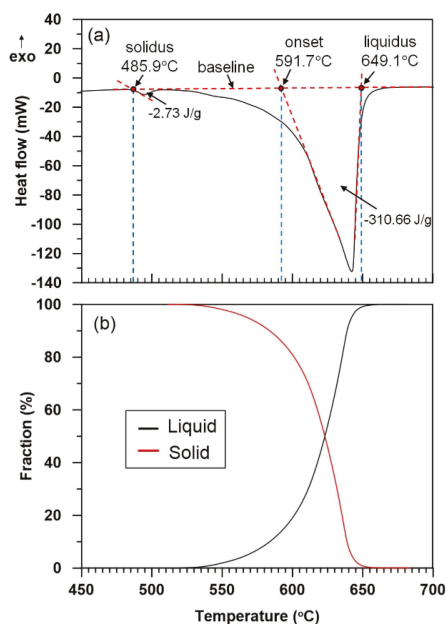 exo →
(a)
solidus
485.9°C
baseline
onset
591.7°C
liquidus
649.1°C
-2.73 J/g
-310.66 J/g
Heat flow (mW)
40
20
0
-20
-40
-60
-80
-100
-120
-140
(b)
Liquid
Solid
Fraction (%)
100
80
60
40
20
0
450 500 550 600 650 700
Temperature (°C)